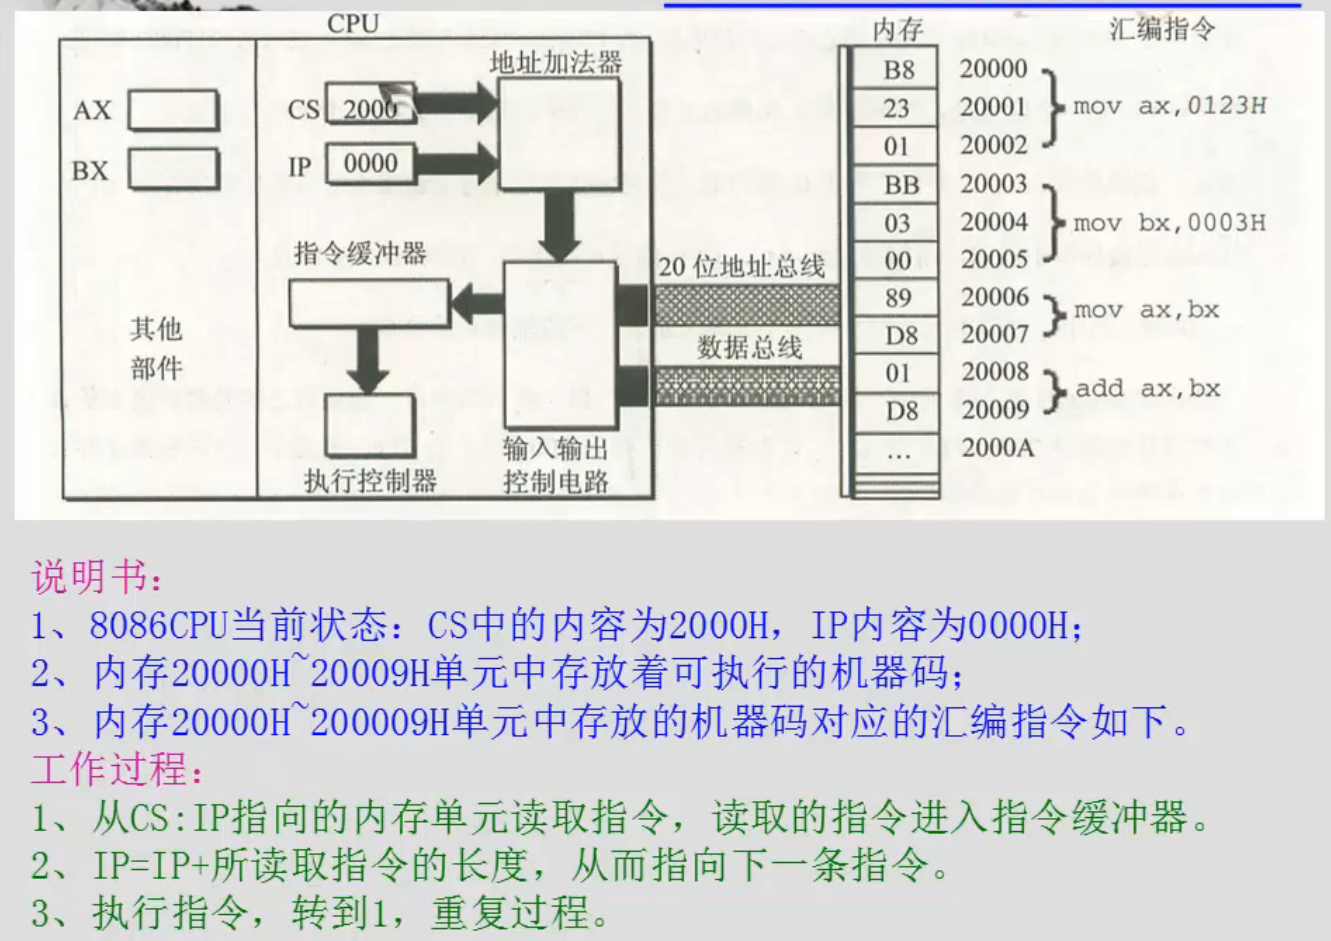 CPU
内存
汇编指令
地址加法器
AX
CS
2000
BX
IP
0000
指令缓冲器
其他
部件
20 位地址总线
数据总线
执行控制器
输入输出
控制电路
B8 20000
23 20001 mov ax,0123H
01 20002
BB 20003
03 20004 mov bx,0003H
00 20005
89 20006
mov ax,bx
D8 20007
01 20008
add ax,bx
D8 20009
… 2000A
说明书:
1、8086CPU当前状态: CS中的内容为2000H, IP内容为0000H;
2、内存20000H~20009H单元中存放着可执行的机器码;
3、内存20000H~200009H单元中存放的机器码对应的汇编指令如下。
工作过程:
1、从CS:IP指向的内存单元读取指令, 读取的指令进入指令缓冲器。
2、IP=IP+所读取指令的长度, 从而指向下一条指令。
3、执行指令, 转到1, 重复过程。